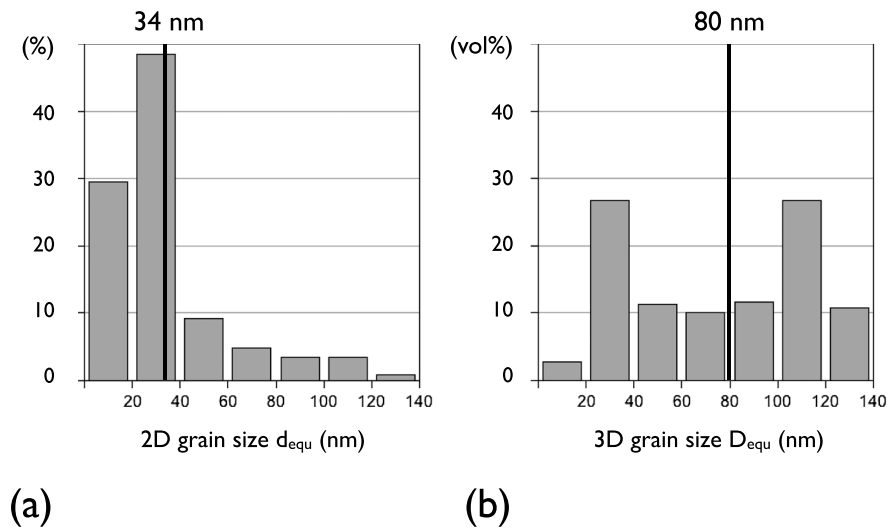 34 nm
(%)
40
30
20
10
0
20 40 60 80 100 120 140
2D grain size dequ (nm)
(a)
80 nm
(vol%)
40
30
20
10
0
20 40 60 80 100 120 140
3D grain size Dequ (nm)
(b)